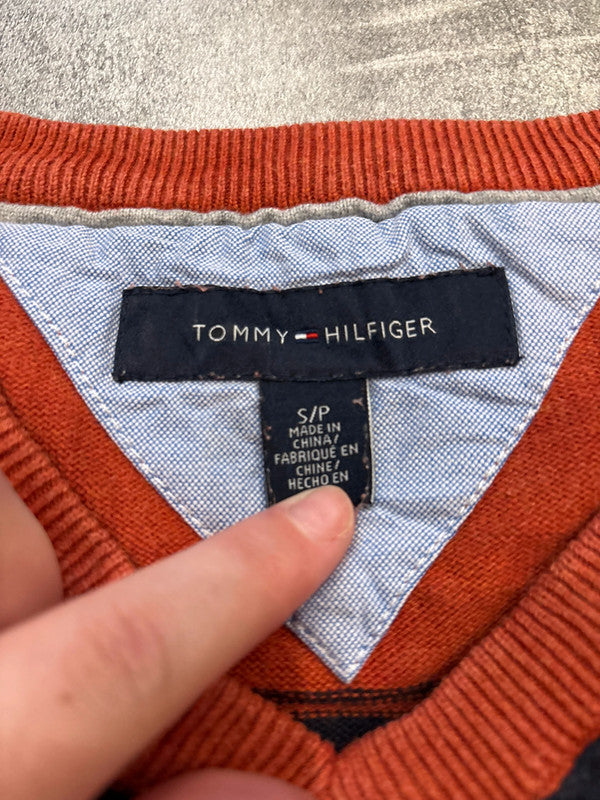 TOMMY HILFIGER
S/P
MADE IN
CHINA/
FABRIQUÉ EN
CHINE/
HECHO EN